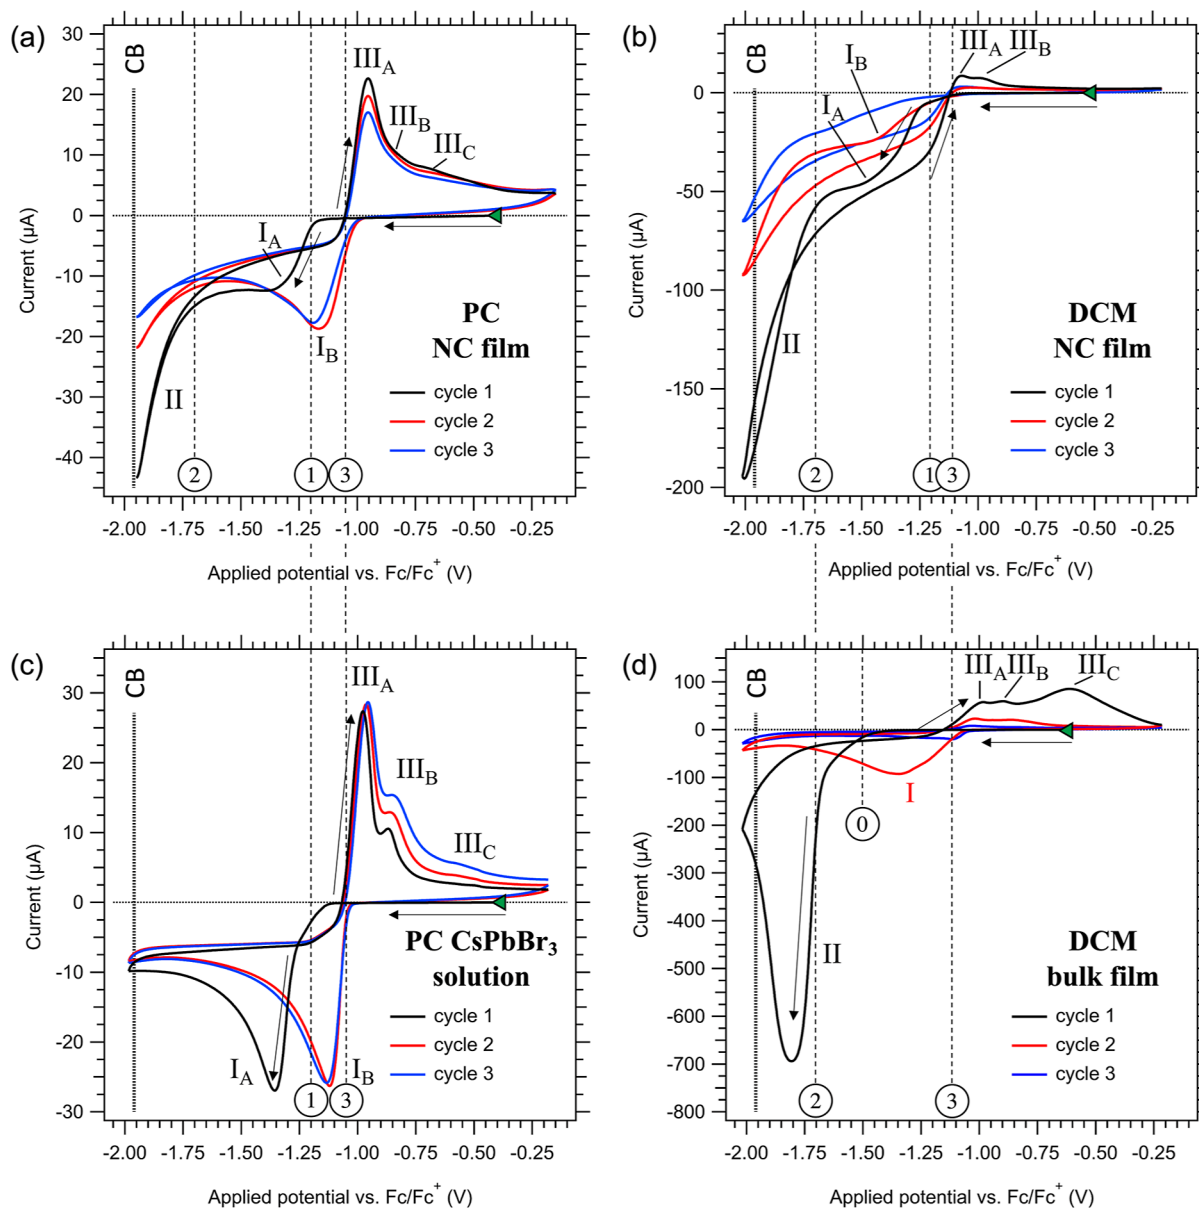 (a)
CB
30
20
10
0
-10
-20
-30
-40
Current (µA)
III_A
III_B
III_C
I_A
I_B
II
PC
NC film
cycle 1
cycle 2
cycle 3
2
1
3
-2.00
-1.75
-1.50
-1.25
-1.00
-0.75
-0.50
-0.25
Applied potential vs. Fc/Fc⁺ (V)
(b)
CB
0
-50
-100
-150
-200
Current (µA)
III_A
III_B
I_B
I_A
II
DCM
NC film
cycle 1
cycle 2
cycle 3
2
1
3
-2.00
-1.75
-1.50
-1.25
-1.00
-0.75
-0.50
-0.25
Applied potential vs. Fc/Fc⁺ (V)
(c)
CB
30
20
10
0
-10
-20
-30
Current (µA)
III_A
III_B
III_C
I_A
I_B
PC CsPbBr₃
solution
cycle 1
cycle 2
cycle 3
1
3
-2.00
-1.75
-1.50
-1.25
-1.00
-0.75
-0.50
-0.25
Applied potential vs. Fc/Fc⁺ (V)
(d)
CB
100
0
-100
-200
-300
-400
-500
-600
-700
-800
Current (µA)
III_A
III_B
III_C
I
0
II
DCM
bulk film
cycle 1
cycle 2
cycle 3
2
3
-2.00
-1.75
-1.50
-1.25
-1.00
-0.75
-0.50
-0.25
Applied potential vs. Fc/Fc⁺ (V)